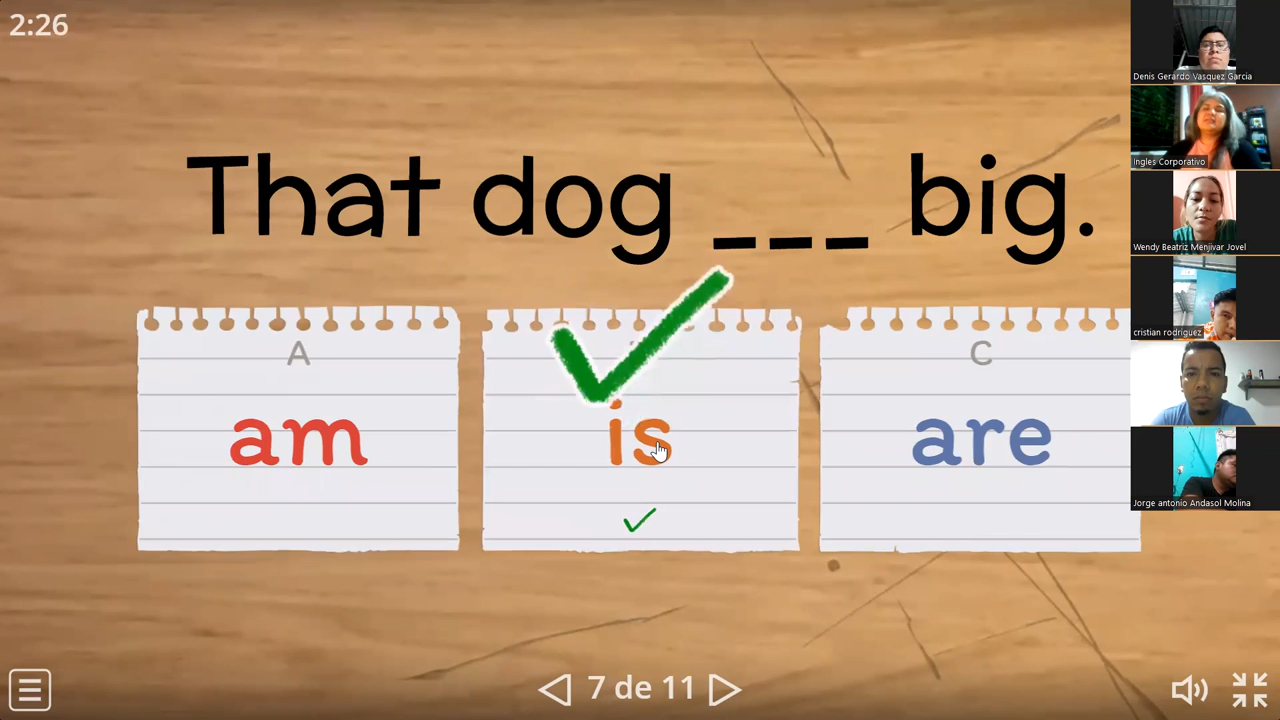 2:26
That dog ___ big.
A
C
am
is
are
7 de 11
Denis Gerardo Vasquez Garcia
Ingles Corporativo
Wendy Beatriz Menjivar Jovel
cristian rodriguez
Jorge antonio Andasol Molina